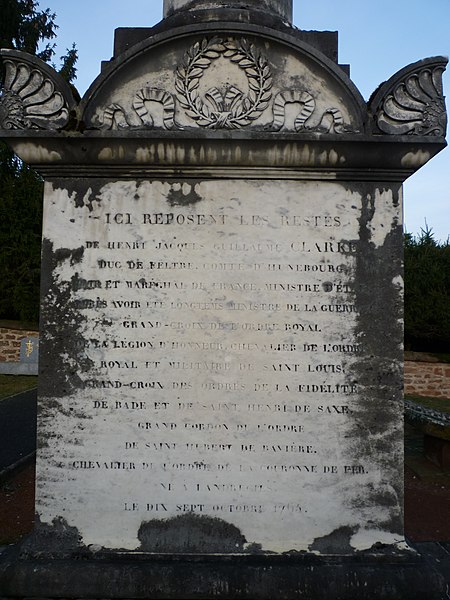 ICI REPOSENT LES RESTES
DE HENRI JACQUES GUILLAUME CLARKE
DUC DE FELTRE, COMTE D'HUNEBOURG
ET MARÉCHAL DE FRANCE, MINISTRE D'ÉT
AVOIR ÉTÉ LONGTEMS MINISTRE DE LA GUERRE
GRAND-CROIX DE L'ORDRE ROYAL
DE LA LÉGION D'HONNEUR, CHEVALIER DE L'ORDRE
ROYAL ET MILITAIRE DE SAINT LOUIS,
GRAND-CROIX DES ORDRES DE LA FIDÉLITÉ
DE BADE ET DE SAINT HENRI DE SAXE
GRAND CORDON DE L'ORDRE
DE SAINT HUBERT DE BAVIÈRE,
CHEVALIER DE L'ORDRE DE LA COURONNE DE FER.
NÉ A
LE DIX SEPT OCTOBRE